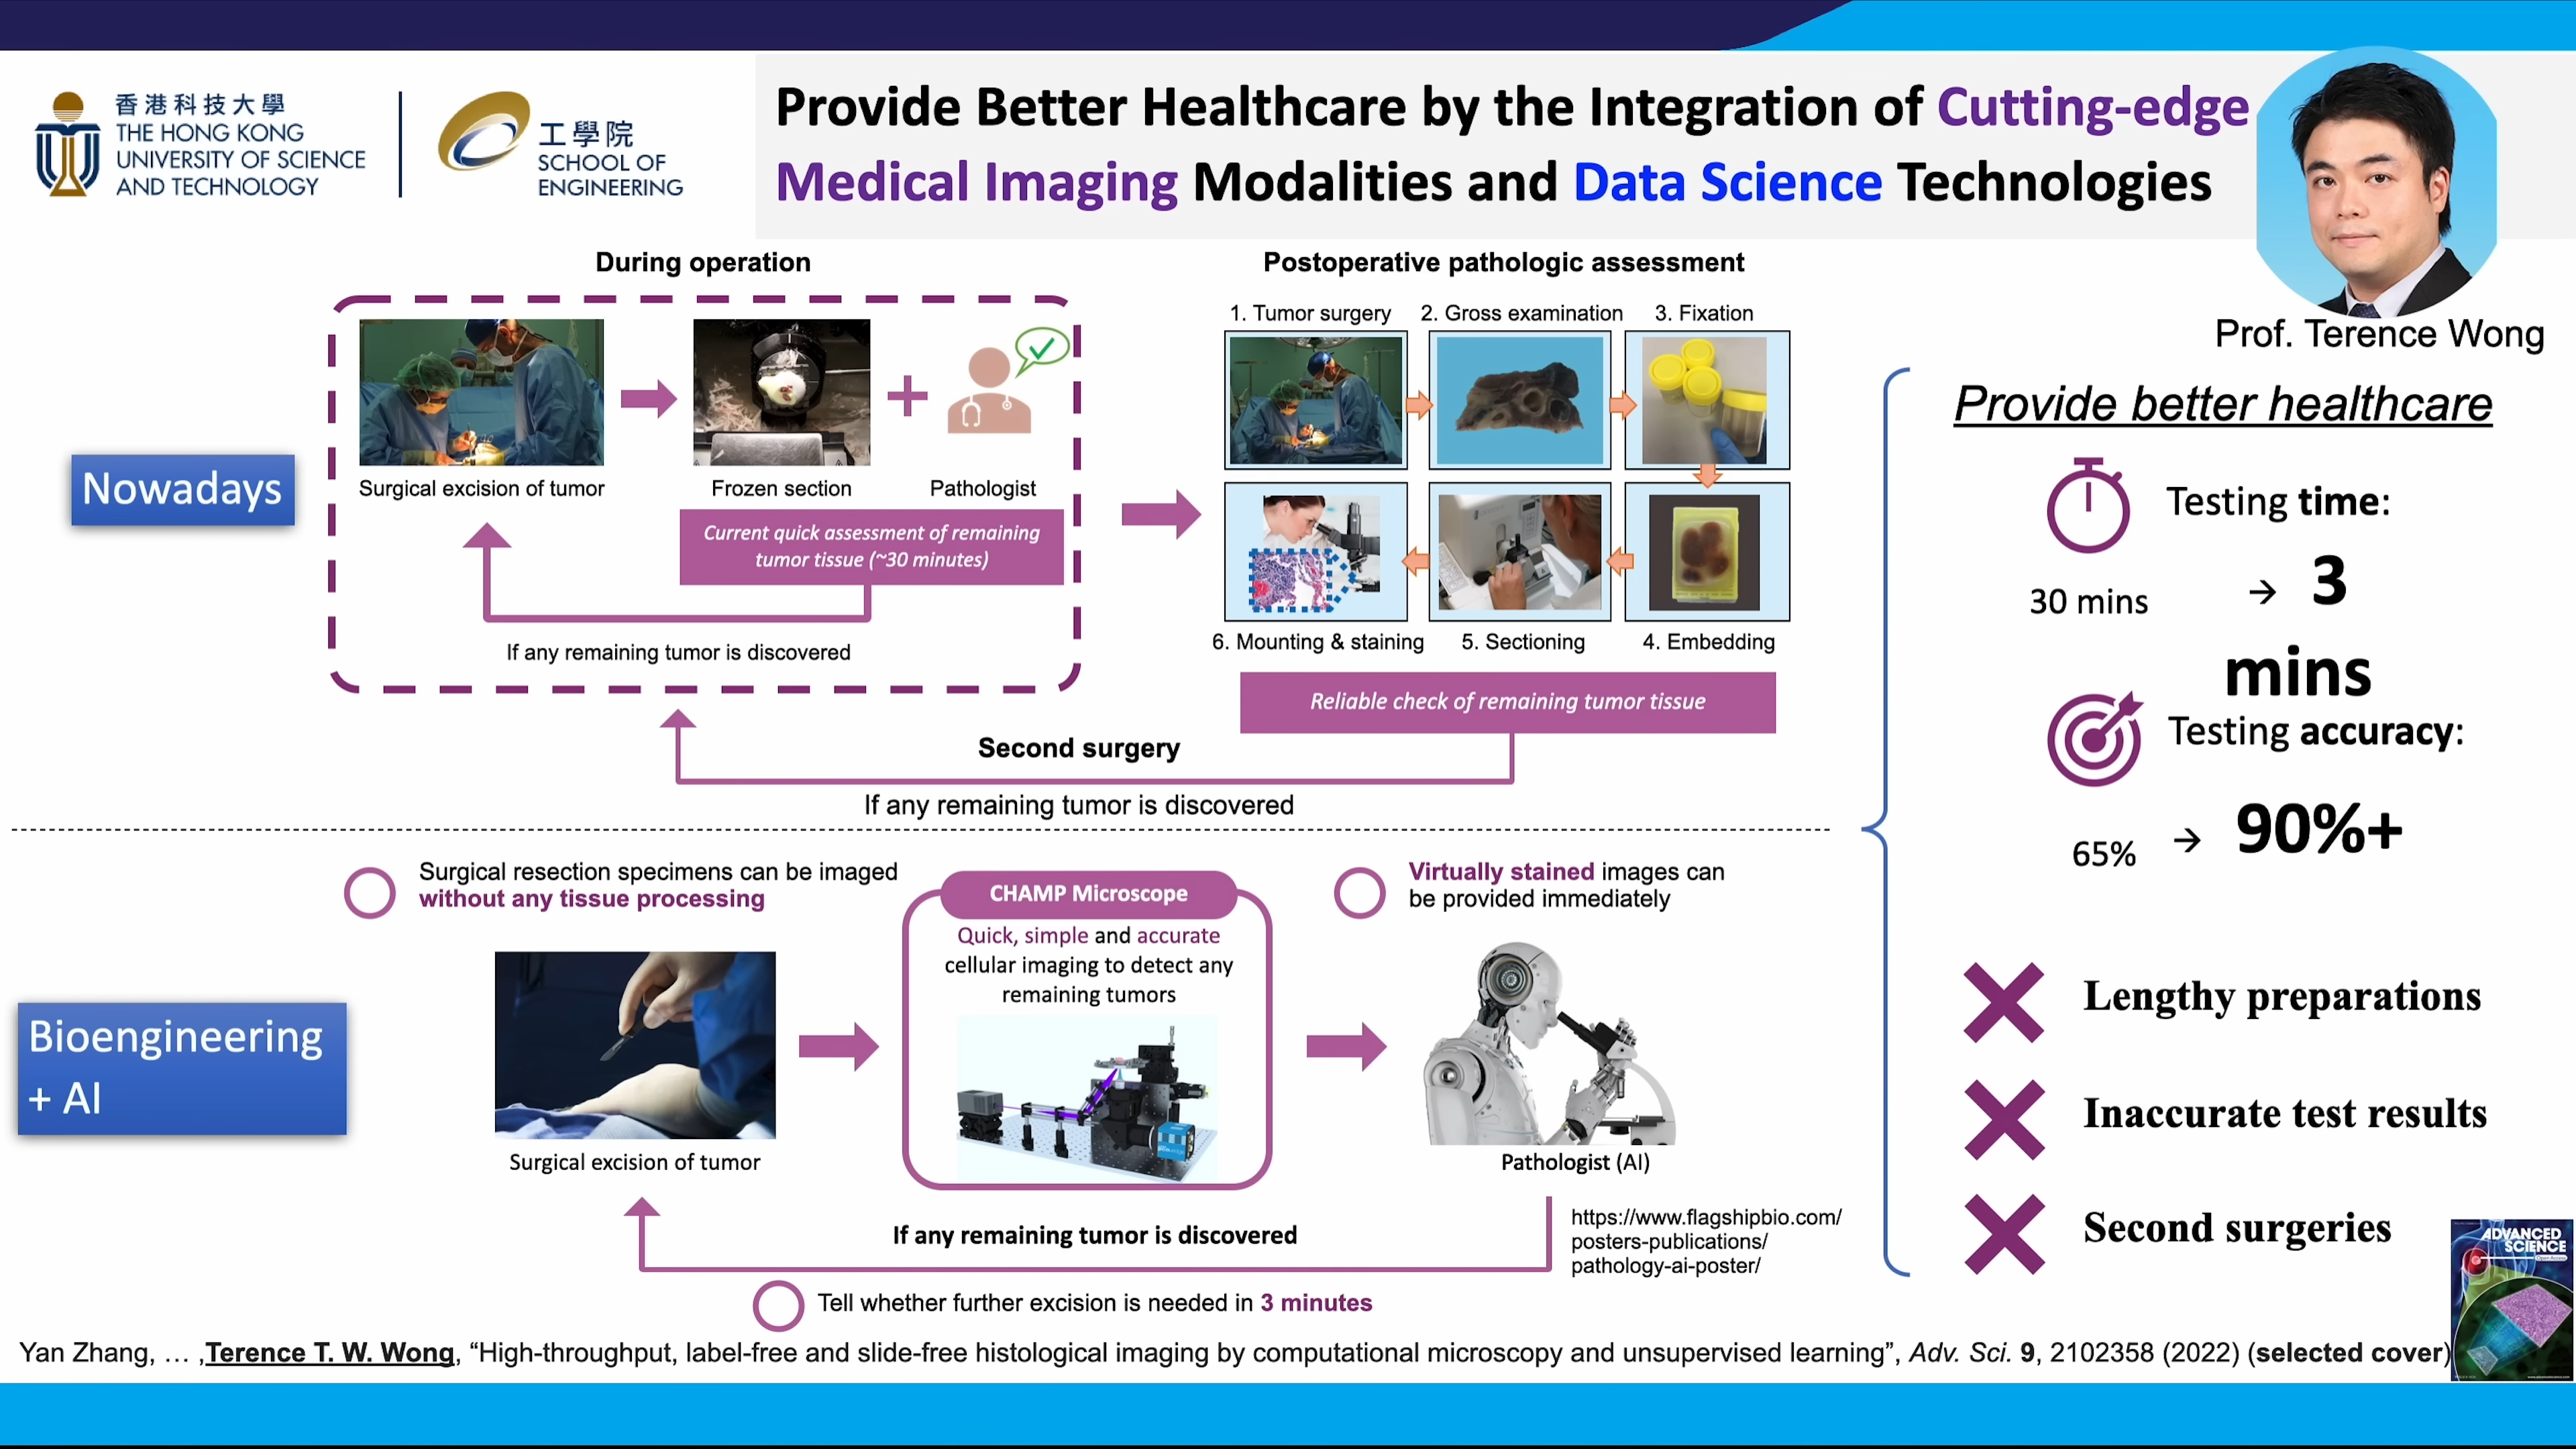 香港科技大學
THE HONG KONG
UNIVERSITY OF SCIENCE
AND TECHNOLOGY
工學院
SCHOOL OF
ENGINEERING
Provide Better Healthcare by the Integration of Cutting-edge
Medical Imaging Modalities and Data Science Technologies
Prof. Terence Wong
During operation
Nowadays
Surgical excision of tumor
Frozen section
Pathologist
Current quick assessment of remaining
tumor tissue (~30 minutes)
If any remaining tumor is discovered
Postoperative pathologic assessment
1. Tumor surgery
2. Gross examination
3. Fixation
6. Mounting & staining
5. Sectioning
4. Embedding
Reliable check of remaining tumor tissue
Second surgery
If any remaining tumor is discovered
Bioengineering
+ AI
Surgical resection specimens can be imaged
without any tissue processing
Surgical excision of tumor
CHAMP Microscope
Quick, simple and accurate
cellular imaging to detect any
remaining tumors
Virtually stained images can
be provided immediately
Pathologist (AI)
If any remaining tumor is discovered
https://www.flagshipbio.com/
posters-publications/
pathology-ai-poster/
Tell whether further excision is needed in 3 minutes
Provide better healthcare
Testing time:
30 mins → 3
mins
Testing accuracy:
65% → 90%+
Lengthy preparations
Inaccurate test results
Second surgeries
ADVANCED
SCIENCE
Yan Zhang, … ,Terence T. W. Wong, “High-throughput, label-free and slide-free histological imaging by computational microscopy and unsupervised learning”, Adv. Sci. 9, 2102358 (2022) (selected cover)